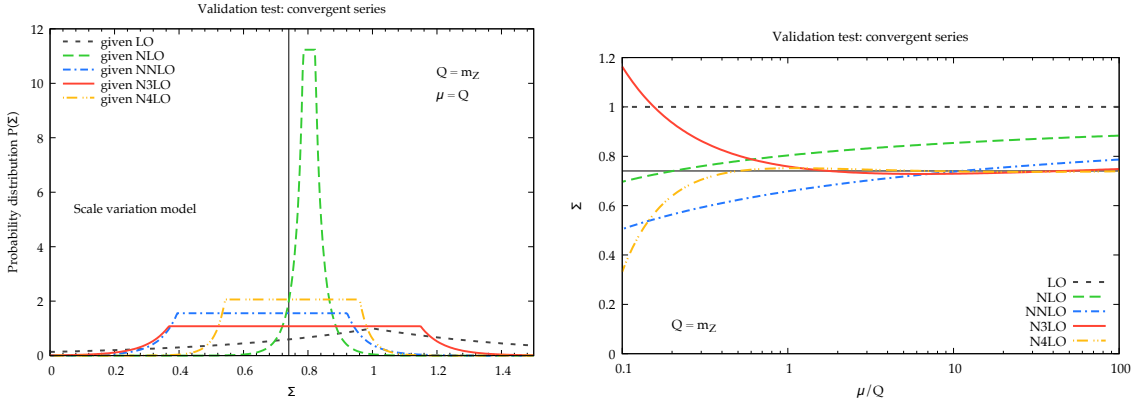 Validation test: convergent series
Probability distribution P(Σ)
12
10
8
6
4
2
0
given LO
given NLO
given NNLO
given N3LO
given N4LO
Q = mZ
μ = Q
Scale variation model
0 0.2 0.4 0.6 0.8 1 1.2 1.4
Σ
Validation test: convergent series
Σ
1.2
1
0.8
0.6
0.4
0.2
0
LO
NLO
NNLO
N3LO
N4LO
Q = mZ
0.1 1 10 100
μ/Q